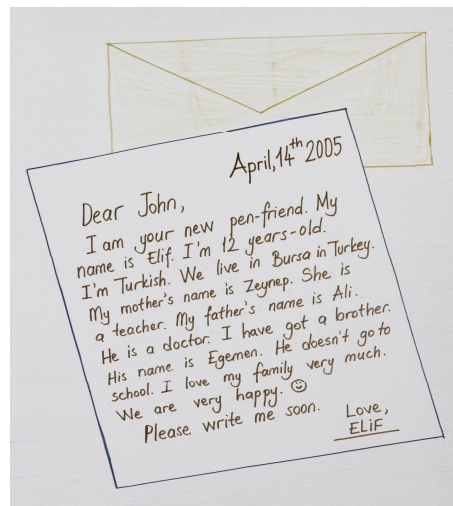 April, 14th 2005
Dear John,
I am your new pen-friend. My
name is Elif. I'm 12 years-old.
I'm Turkish. We live in Bursa in Turkey.
My mother's name is Zeynep. She is
a teacher. My father's name is Ali.
He is a doctor. I have got a brother.
His name is Egemen. He doesn't go to
school. I love my family very much.
We are very happy. ☺
Please write me soon.
Love,
ELiF